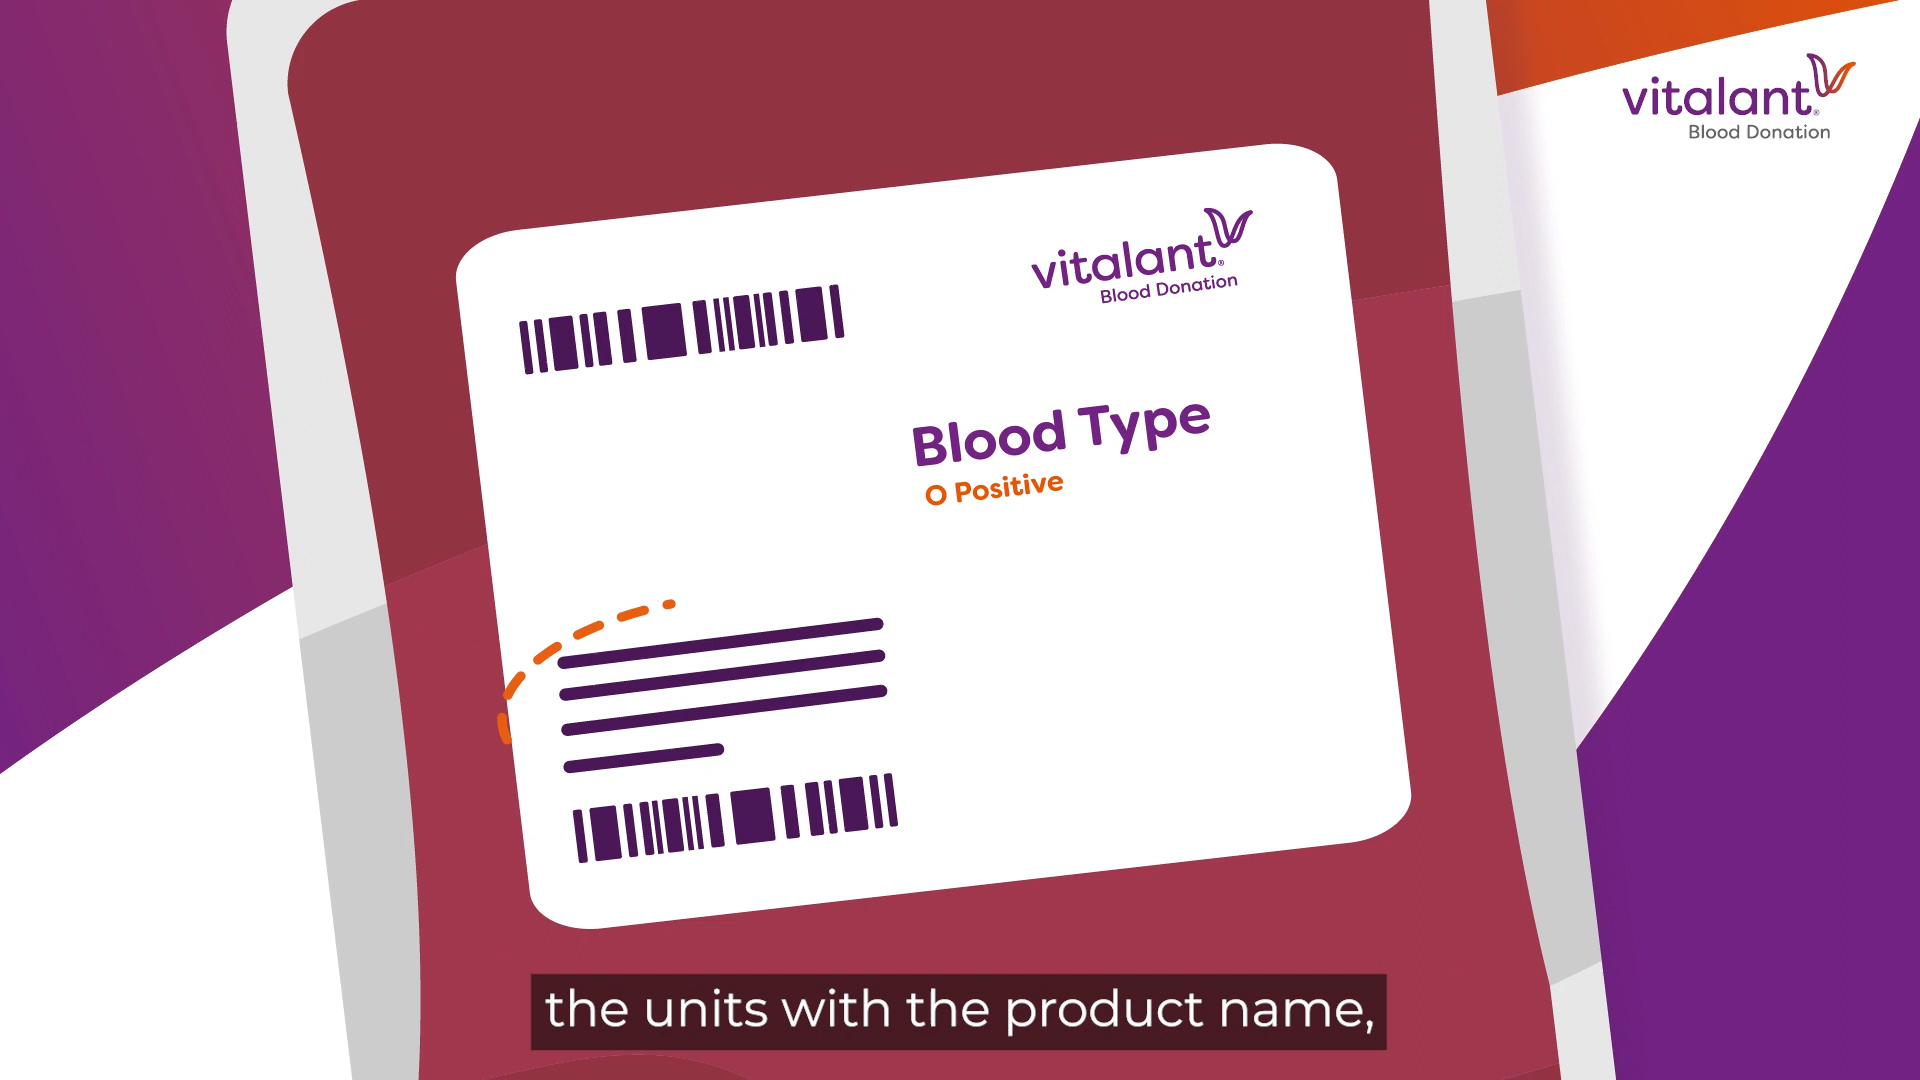 vitalant®
Blood Donation
vitalant®
Blood Donation
Blood Type
O Positive
the units with the product name,